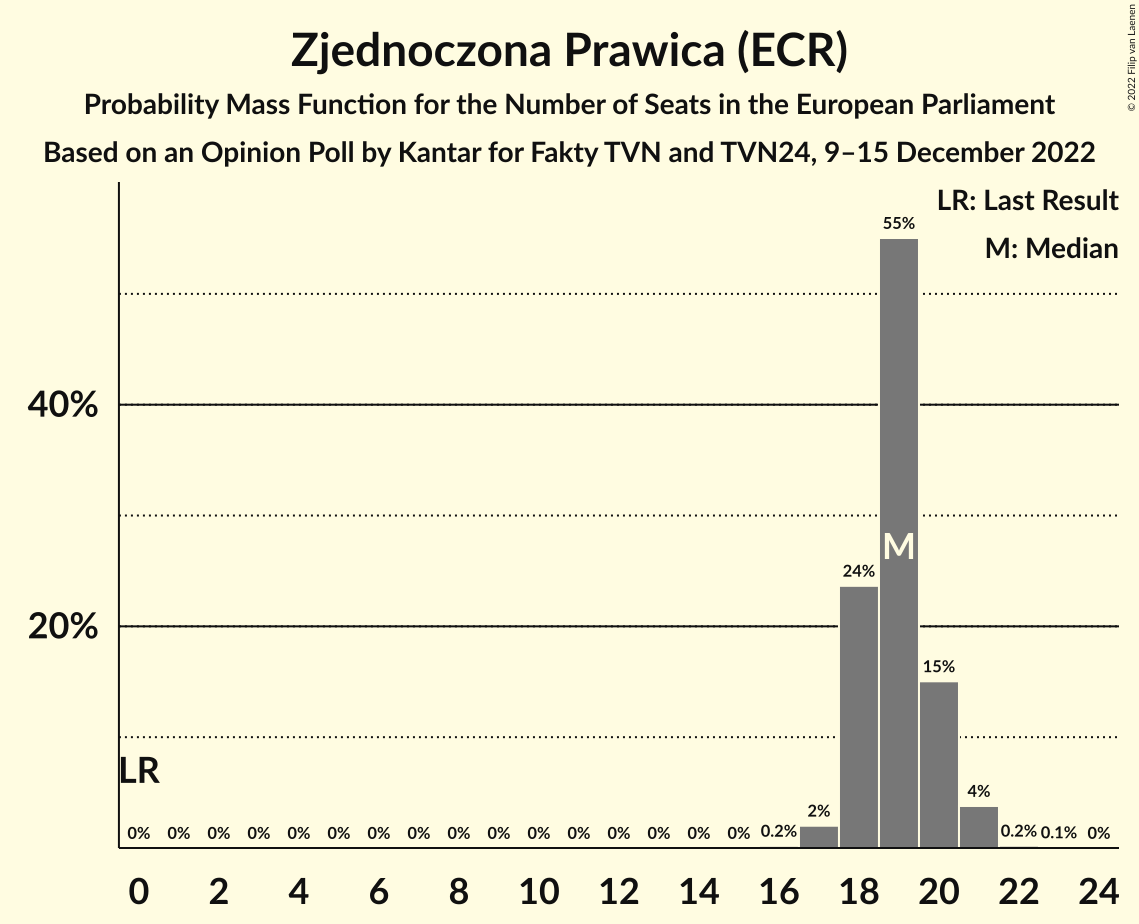 Zjednoczona Prawica (ECR)
Probability Mass Function for the Number of Seats in the European Parliament
Based on an Opinion Poll by Kantar for Fakty TVN and TVN24, 9–15 December 2022
© 2022 Filip van Laenen
LR: Last Result
M: Median
55%
40%
M
24%
20%
15%
LR
4%
2%
0% 0% 0% 0% 0% 0% 0% 0% 0% 0% 0% 0% 0% 0% 0% 0% 0.2% 0.2% 0.1% 0%
0 2 4 6 8 10 12 14 16 18 20 22 24